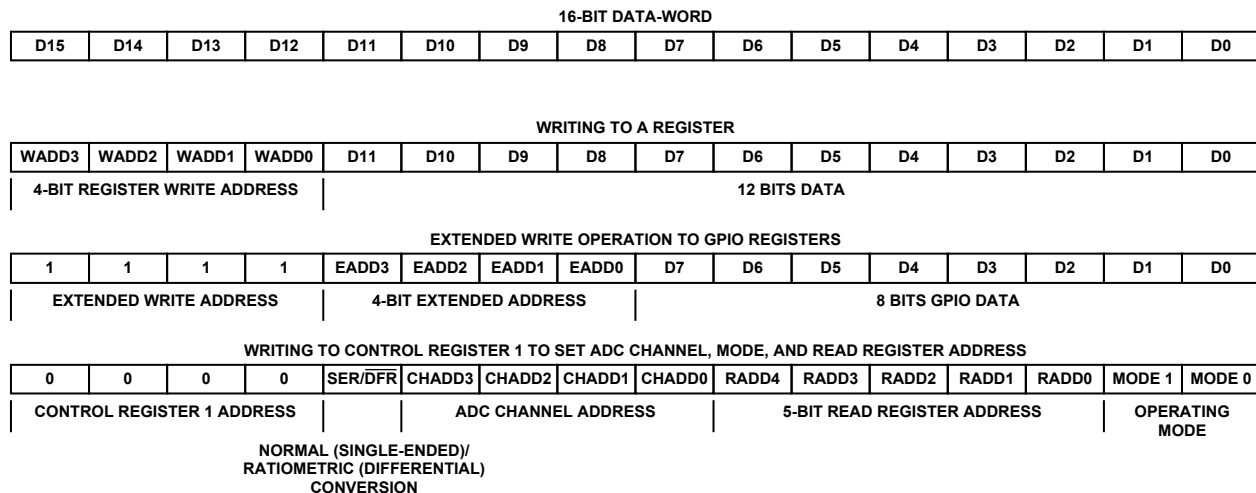 16-BIT DATA-WORD
D15 D14 D13 D12 D11 D10 D9 D8 D7 D6 D5 D4 D3 D2 D1 D0
WRITING TO A REGISTER
WADD3 WADD2 WADD1 WADD0 D11 D10 D9 D8 D7 D6 D5 D4 D3 D2 D1 D0
4-BIT REGISTER WRITE ADDRESS 12 BITS DATA
EXTENDED WRITE OPERATION TO GPIO REGISTERS
1 1 1 1 EADD3 EADD2 EADD1 EADD0 D7 D6 D5 D4 D3 D2 D1 D0
EXTENDED WRITE ADDRESS 4-BIT EXTENDED ADDRESS 8 BITS GPIO DATA
WRITING TO CONTROL REGISTER 1 TO SET ADC CHANNEL, MODE, AND READ REGISTER ADDRESS
0 0 0 0 SER/D̅F̅R̅ CHADD3 CHADD2 CHADD1 CHADD0 RADD4 RADD3 RADD2 RADD1 RADD0 MODE 1 MODE 0
CONTROL REGISTER 1 ADDRESS ADC CHANNEL ADDRESS 5-BIT READ REGISTER ADDRESS OPERATING
MODE
NORMAL (SINGLE-ENDED)/
RATIOMETRIC (DIFFERENTIAL)
CONVERSION